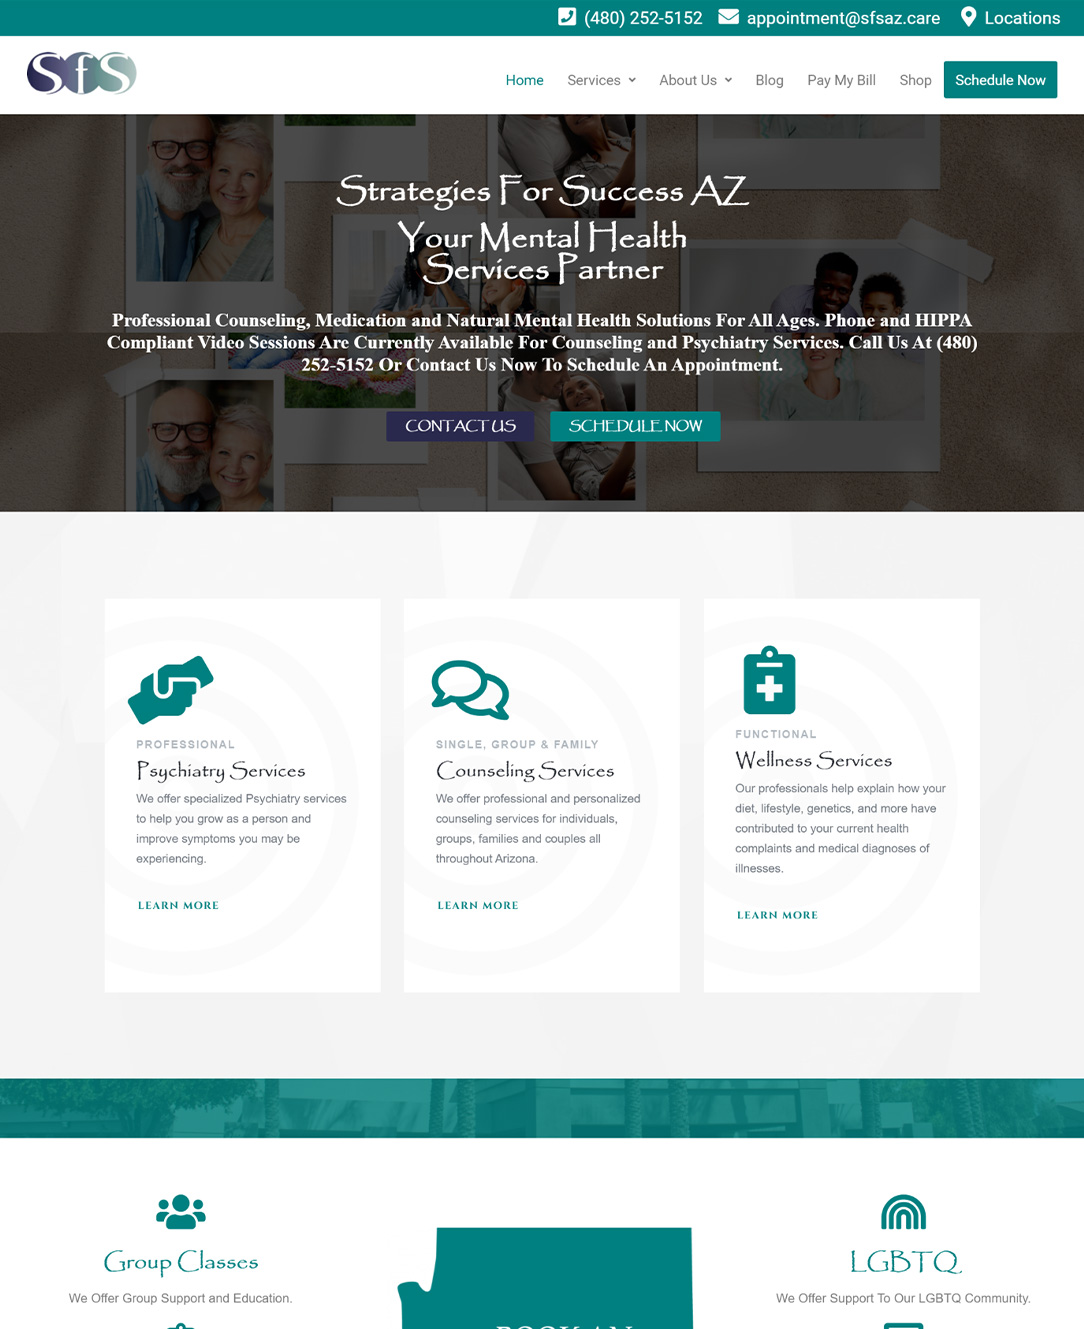 (480) 252-5152 appointment@sfsaz.care Locations
SfS
Home Services About Us Blog Pay My Bill Shop Schedule Now
Strategies For Success AZ
Your Mental Health
Services Partner
Professional Counseling, Medication and Natural Mental Health Solutions For All Ages. Phone and HIPPA
Compliant Video Sessions Are Currently Available For Counseling and Psychiatry Services. Call Us At (480)
252-5152 Or Contact Us Now To Schedule An Appointment.
CONTACT US SCHEDULE NOW
PROFESSIONAL
Psychiatry Services
We offer specialized Psychiatry services
to help you grow as a person and
improve symptoms you may be
experiencing.
LEARN MORE
SINGLE, GROUP & FAMILY
Counseling Services
We offer professional and personalized
counseling services for individuals,
groups, families and couples all
throughout Arizona.
LEARN MORE
FUNCTIONAL
Wellness Services
Our professionals help explain how your
diet, lifestyle, genetics, and more have
contributed to your current health
complaints and medical diagnoses of
illnesses.
LEARN MORE
Group Classes
We Offer Group Support and Education.
BOOK AN
LGBTQ
We Offer Support To Our LGBTQ Community.